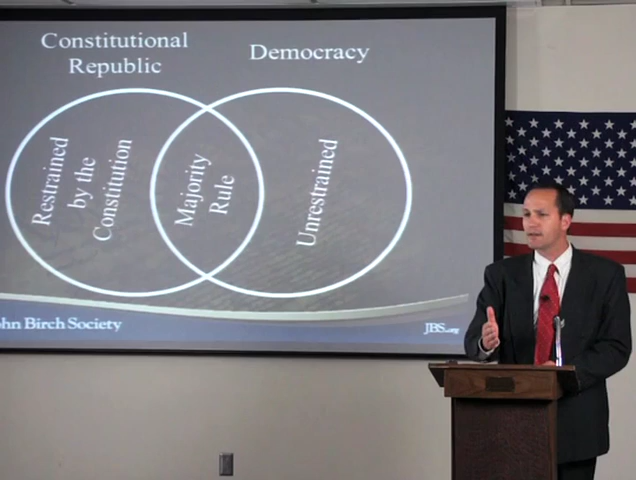 Constitutional
Republic
Democracy
Restrained
by the
Constitution
Majority
Rule
Unrestrained
ohn Birch Society
JBS.org